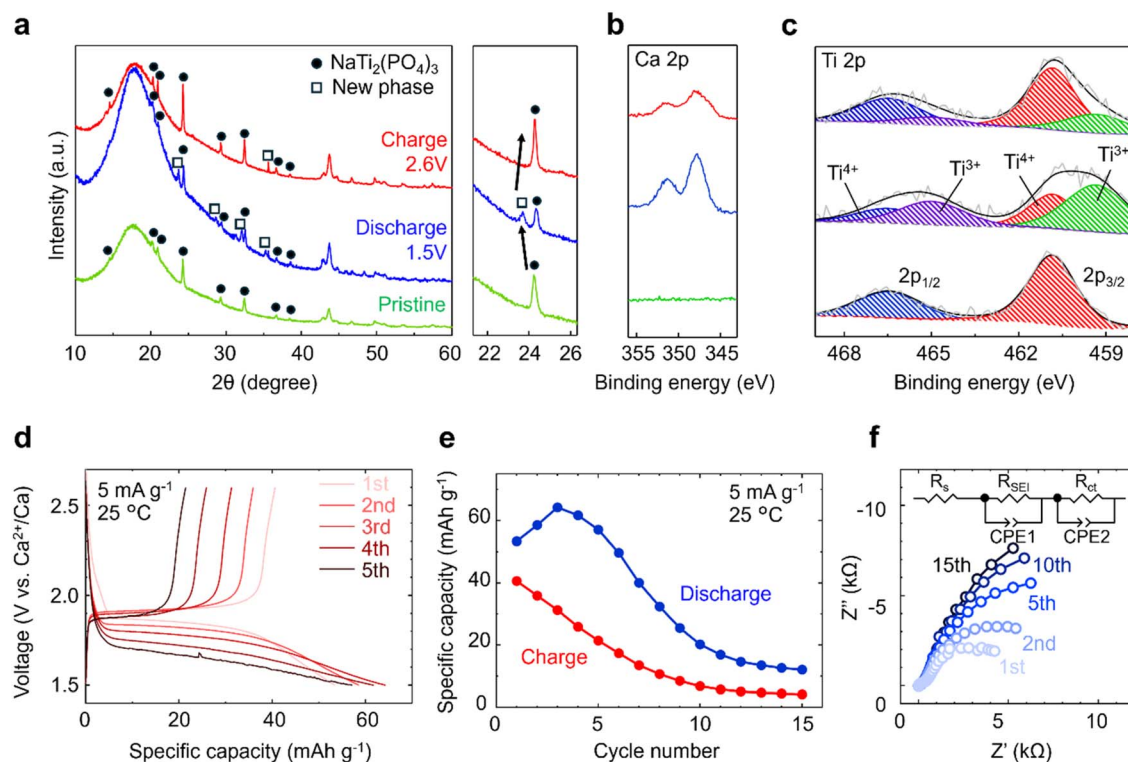 a
● NaTi₂(PO₄)₃
□ New phase
Charge
2.6V
Discharge
1.5V
Pristine
Intensity (a.u.)
10 20 30 40 50 60
22 24 26
2θ (degree)
b
Ca 2p
355 350 345
Binding energy (eV)
c
Ti 2p
Ti⁴⁺ Ti³⁺ Ti⁴⁺ Ti³⁺
2p₁/₂ 2p₃/₂
468 465 462 459
Binding energy (eV)
d
5 mA g⁻¹
25 °C
1st
2nd
3rd
4th
5th
Voltage (V vs. Ca²⁺/Ca)
2.5
2.0
1.5
0 20 40 60
Specific capacity (mAh g⁻¹)
e
5 mA g⁻¹
25 °C
Discharge
Charge
Specific capacity (mAh g⁻¹)
80
60
40
20
0
0 5 10 15
Cycle number
f
Rₛ R_SEI R_ct
CPE1 CPE2
15th 10th
5th
2nd
1st
Z'' (kΩ)
-10
-5
0
0 5 10
Z' (kΩ)